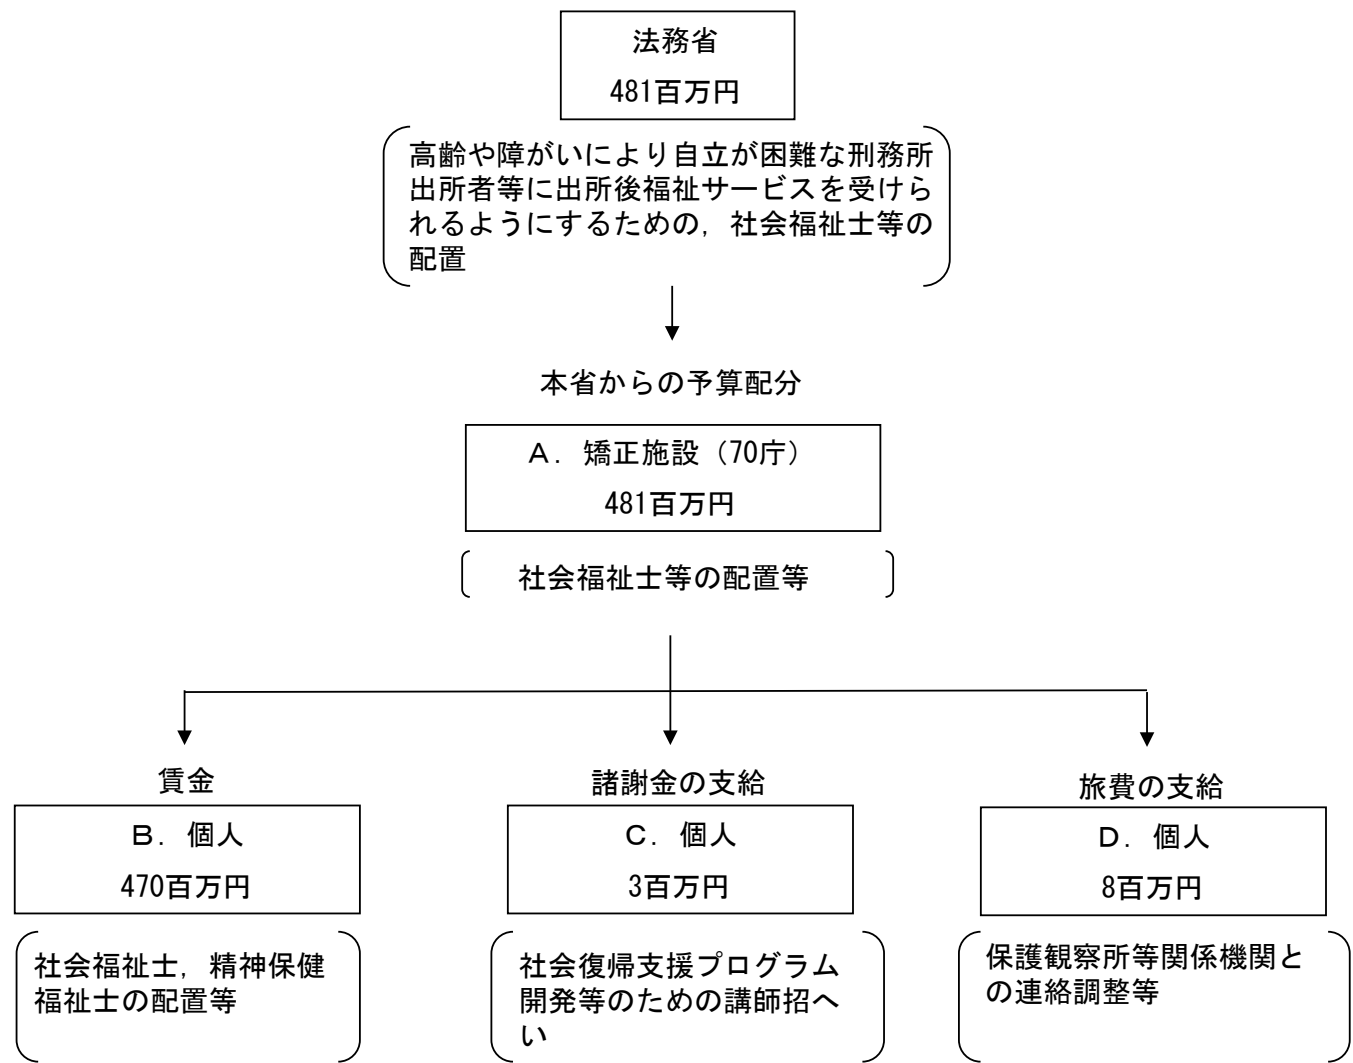 法務省
481百万円
高齢や障がいにより自立が困難な刑務所
出所者等に出所後福祉サービスを受けら
れるようにするための，社会福祉士等の
配置
本省からの予算配分
Ａ．矯正施設（70庁）
481百万円
社会福祉士等の配置等
賃金
Ｂ．個人
470百万円
社会福祉士，精神保健
福祉士の配置等
諸謝金の支給
Ｃ．個人
3百万円
社会復帰支援プログラム
開発等のための講師招へ
い
旅費の支給
Ｄ．個人
8百万円
保護観察所等関係機関と
の連絡調整等